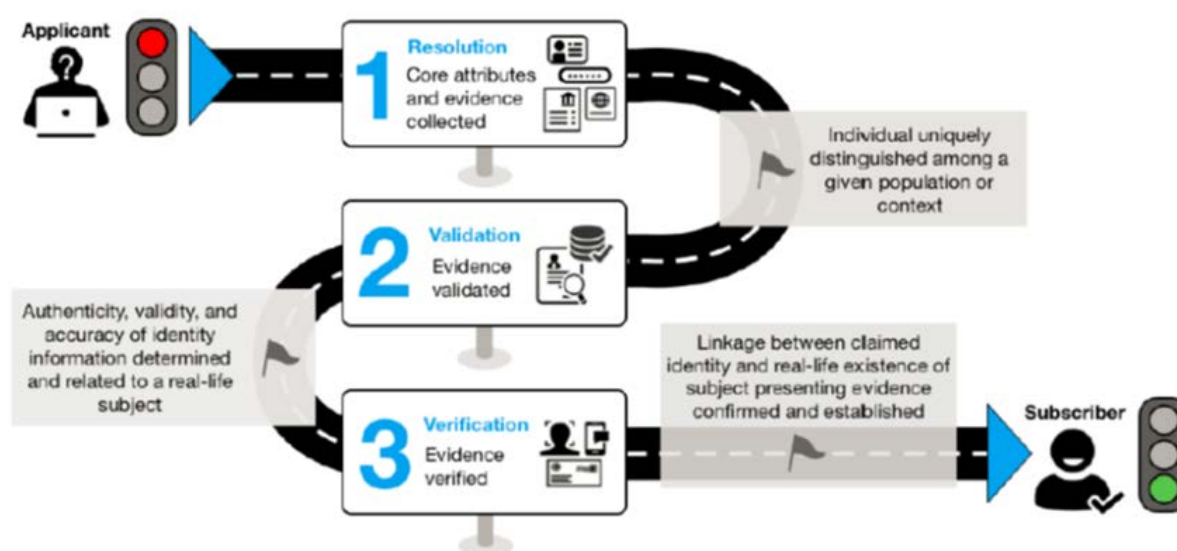 Applicant
1
Resolution
Core attributes
and evidence
collected
Individual uniquely
distinguished among a
given population or
context
2
Validation
Evidence
validated
Authenticity, validity, and
accuracy of identity
information determined
and related to a real-life
subject
3
Verification
Evidence
verified
Linkage between claimed
identity and real-life existence of
subject presenting evidence
confirmed and established
Subscriber